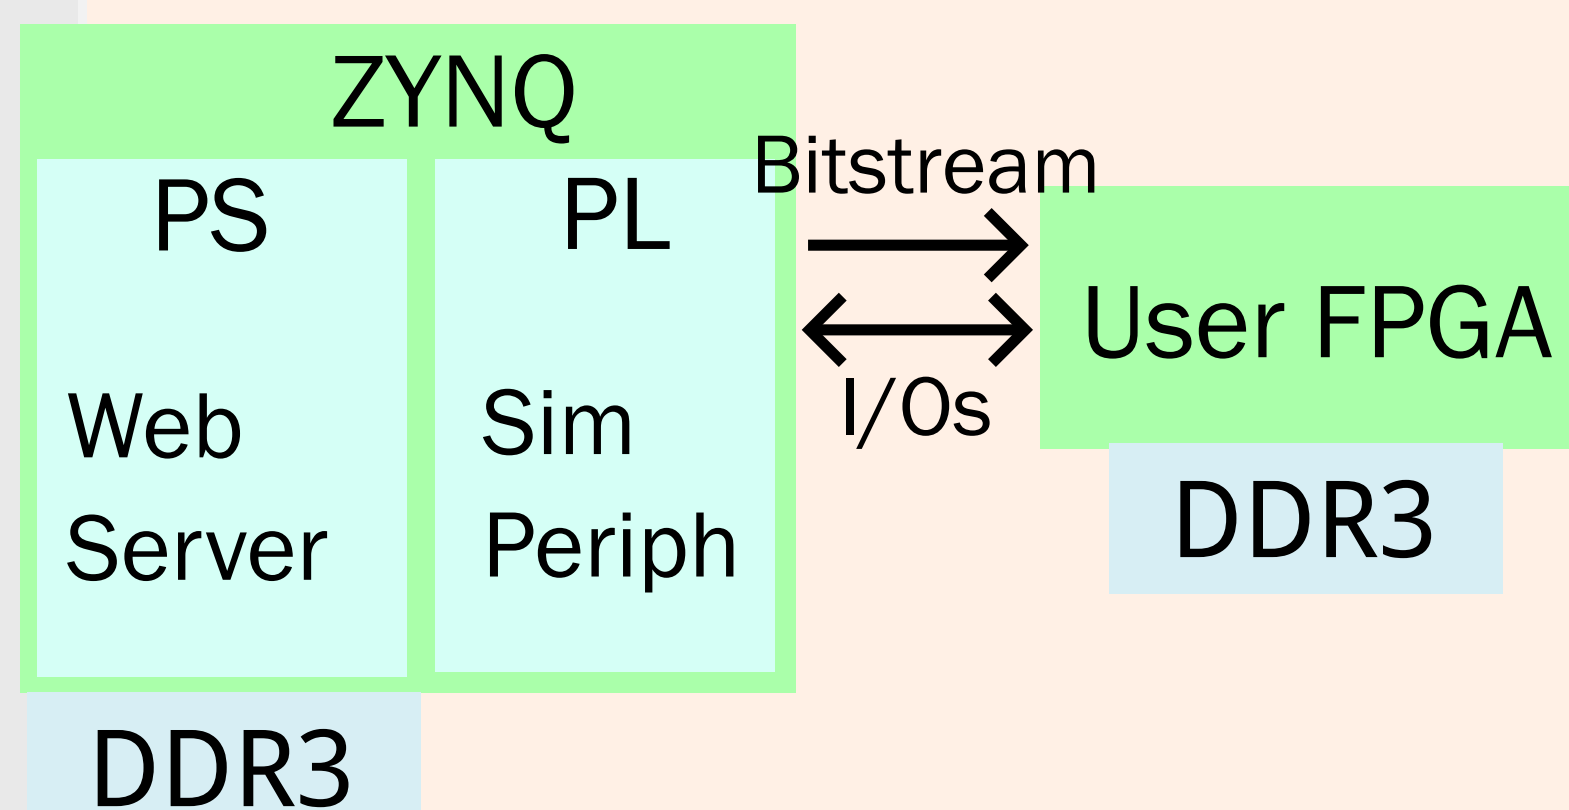 ZYNQ
PS
Web
Server
PL
Sim
Periph
DDR3
Bitstream
I/Os
User FPGA
DDR3